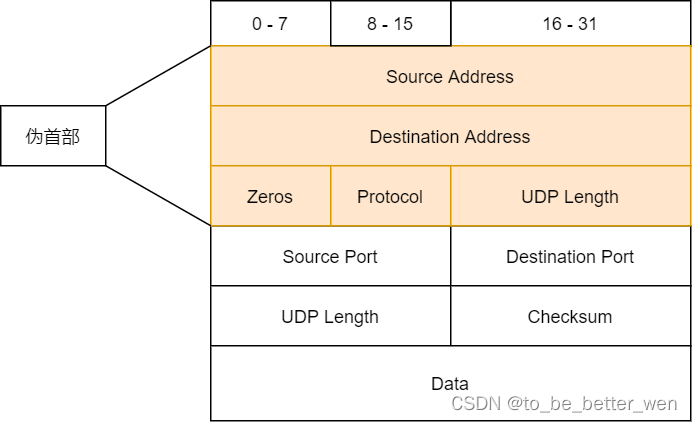 0 - 7 8 - 15 16 - 31
Source Address
伪首部 Destination Address
Zeros Protocol UDP Length
Source Port Destination Port
UDP Length Checksum
Data
CSDN @to_be_better_wen